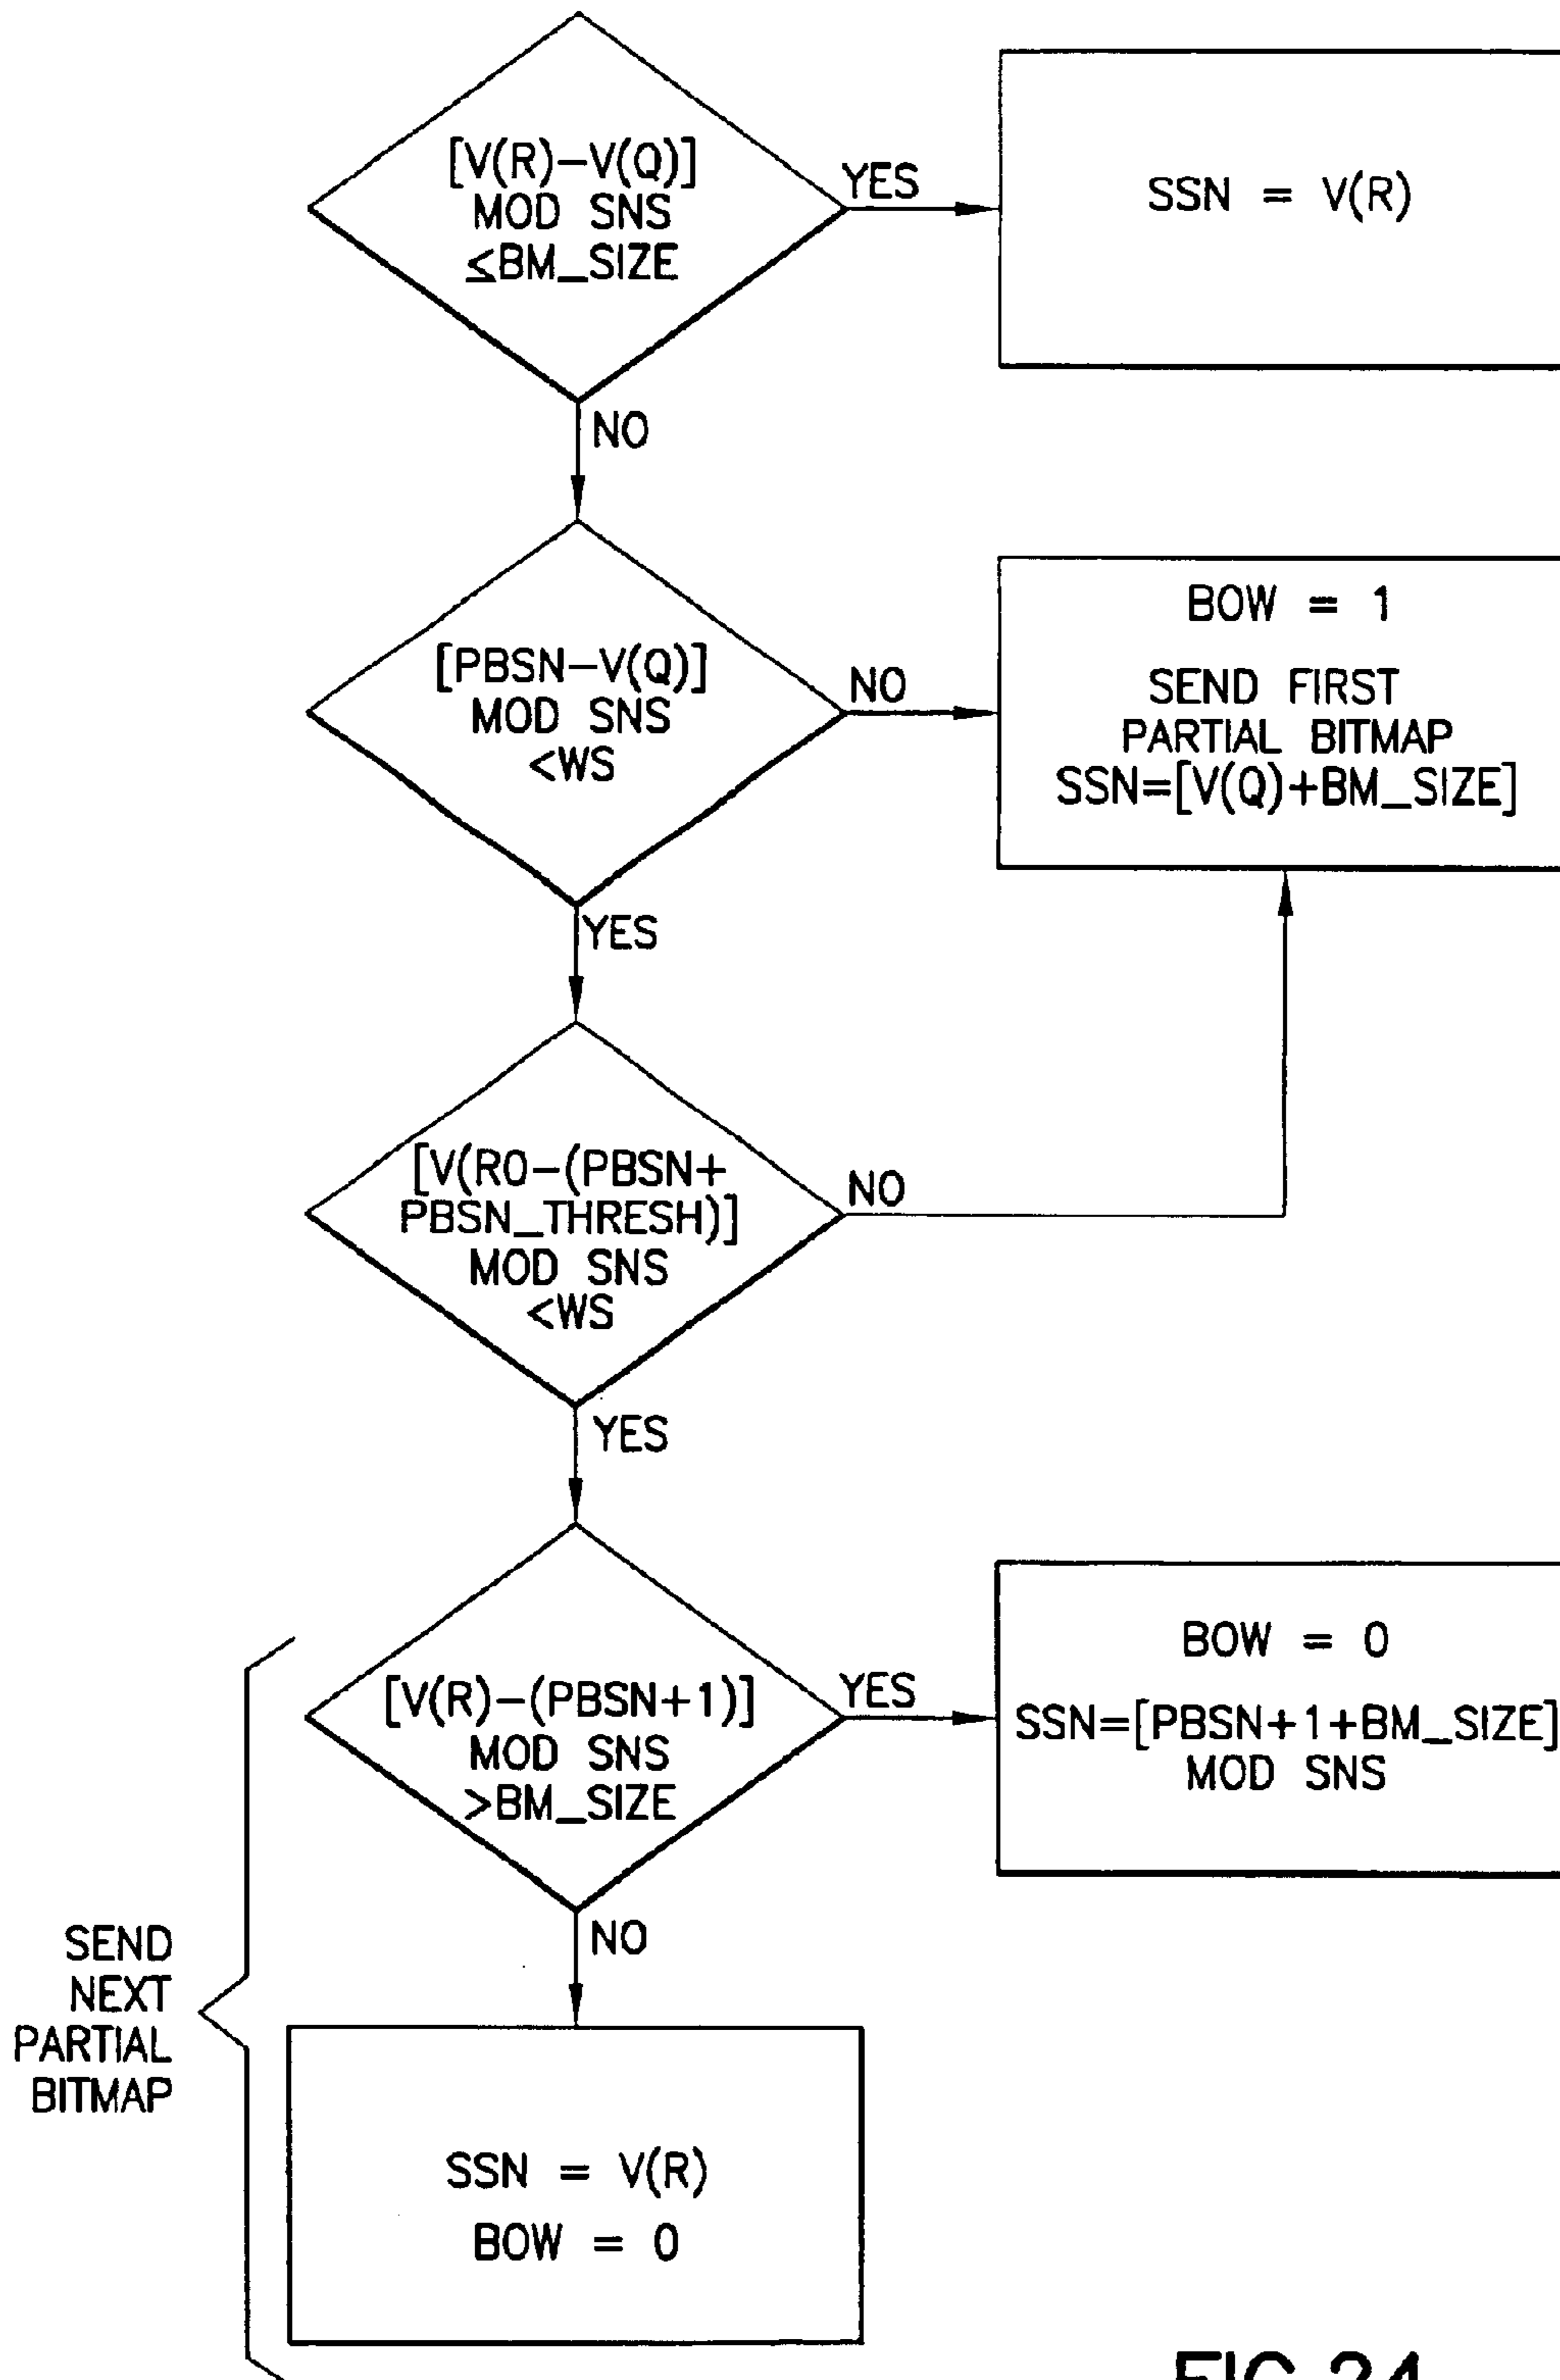 [V(R)-V(Q)]
MOD SNS
≤BM_SIZE
YES
SSN = V(R)
NO
[PBSN-V(Q)]
MOD SNS
<WS
NO
BOW = 1
SEND FIRST
PARTIAL BITMAP
SSN=[V(Q)+BM_SIZE]
YES
[V(R0-(PBSN+
PBSN_THRESH)]
MOD SNS
<WS
NO
YES
[V(R)-(PBSN+1)]
MOD SNS
>BM_SIZE
YES
BOW = 0
SSN=[PBSN+1+BM_SIZE]
MOD SNS
NO
SEND
NEXT
PARTIAL
BITMAP
SSN = V(R)
BOW = 0